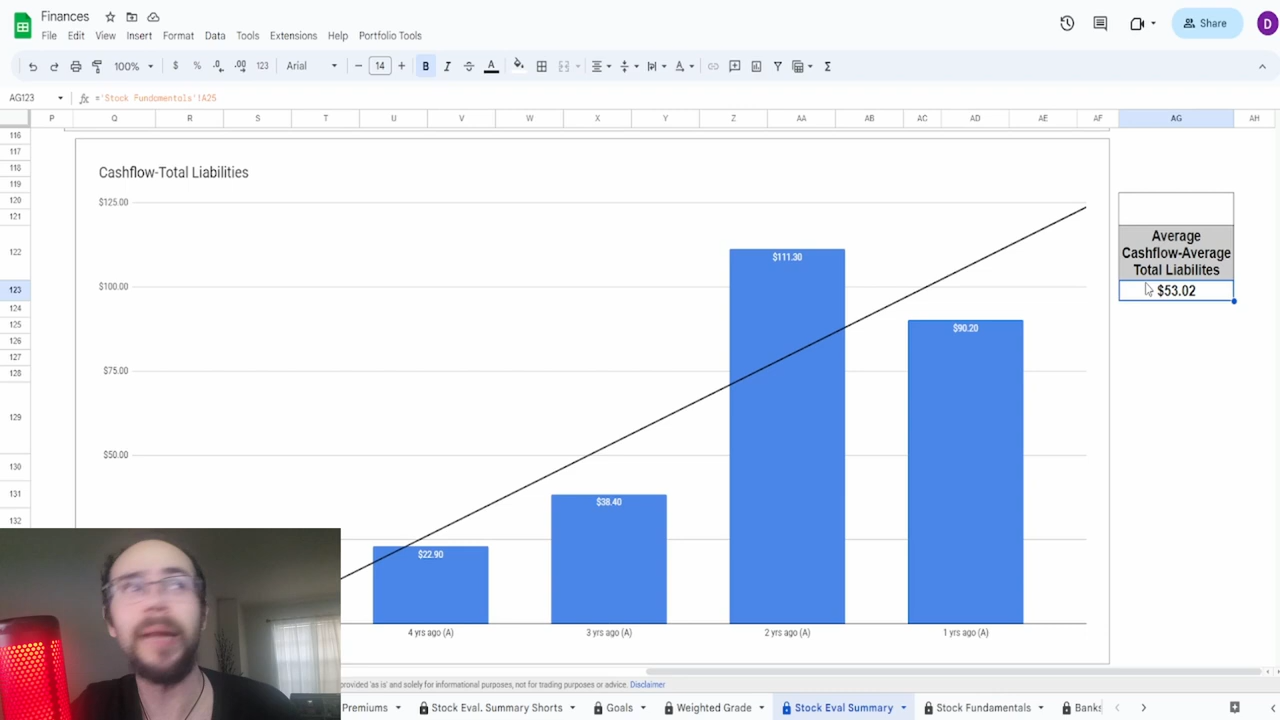 Finances
File Edit View Insert Format Data Tools Extensions Help Portfolio Tools
Share
D
100% $ % .0 .00 123 Arial 14 B I A Σ
AG123 fx ='Stock Fundamentals'!A25
P Q R S T U V W X Y Z AA AB AC AD AE AF AG AH
116
117
118
119
120
121
122
123
124
125
126
127
128
129
130
131
132
Cashflow-Total Liabilities
$125.00
$100.00
$75.00
$50.00
$111.30
$90.20
$38.40
$22.90
4 yrs ago (A) 3 yrs ago (A) 2 yrs ago (A) 1 yrs ago (A)
Average
Cashflow-Average
Total Liabilites
$53.02
provided 'as is' and solely for informational purposes, not for trading purposes or advice. Disclaimer
Premiums Stock Eval. Summary Shorts Goals Weighted Grade Stock Eval Summary Stock Fundamentals Banks